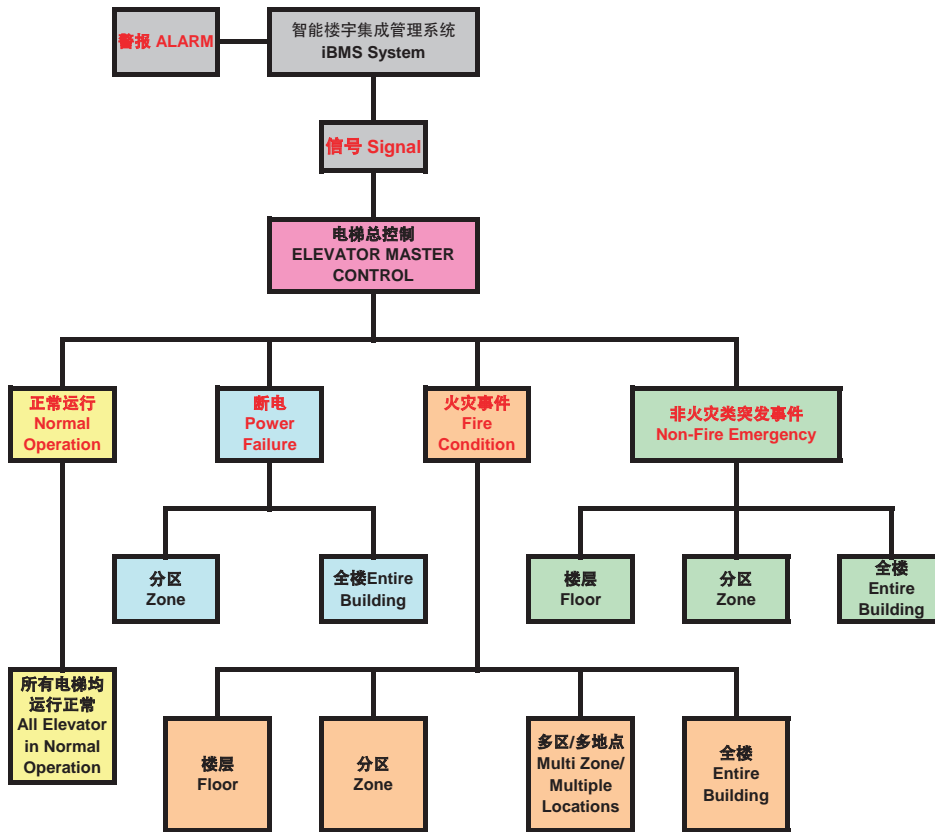 警报 ALARM
智能楼宇集成管理系统
iBMS System
信号 Signal
电梯总控制
ELEVATOR MASTER
CONTROL
正常运行
Normal
Operation
断电
Power
Failure
火灾事件
Fire
Condition
非火灾类突发事件
Non-Fire Emergency
分区
Zone
全楼Entire
Building
楼层
Floor
分区
Zone
全楼
Entire
Building
所有电梯均
运行正常
All Elevator
in Normal
Operation
楼层
Floor
分区
Zone
多区/多地点
Multi Zone/
Multiple
Locations
全楼
Entire
Building